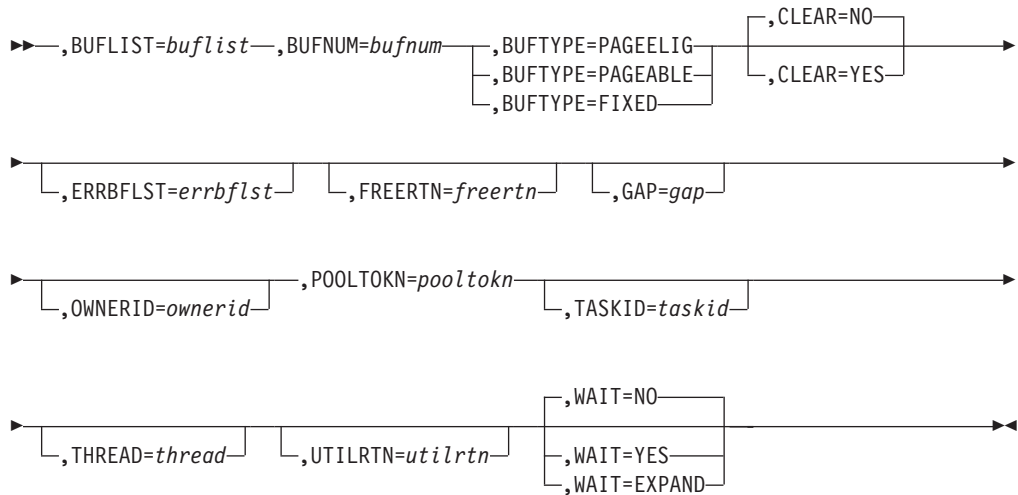 ,CLEAR=NO
,BUFLIST=buflist ,BUFNUM=bufnum ,BUFTYPE=PAGEELIG
,BUFTYPE=PAGEABLE ,CLEAR=YES
,BUFTYPE=FIXED
,ERRBFLST=errbflst ,FREERTN=freertn ,GAP=gap
,POOLTOKN=pooltokn
,OWNERID=ownerid ,TASKID=taskid
,WAIT=NO
,THREAD=thread ,UTILRTN=utilrtn ,WAIT=YES
,WAIT=EXPAND